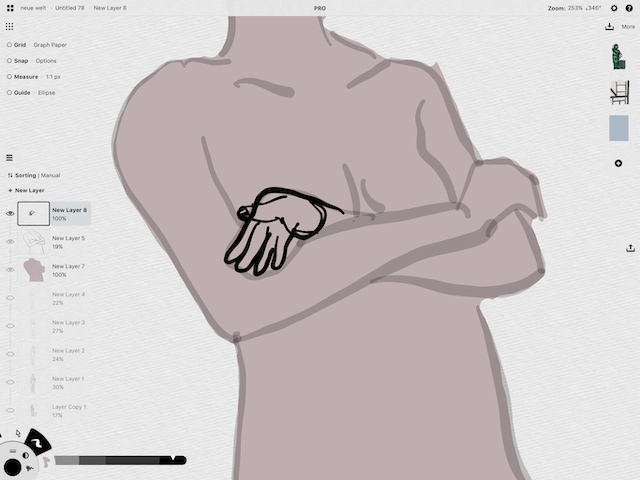 neue welt · Untitled 78 · New Layer 8
PRO
Zoom: 253% ⊿346°
More
Grid · Graph Paper
Snap · Options
Measure · 1:1 px
Guide · Ellipse
Sorting | Manual
+ New Layer
New Layer 8
100%
New Layer 5
19%
New Layer 7
100%
New Layer 4
22%
New Layer 3
27%
New Layer 2
24%
New Layer 1
30%
Layer Copy 1
17%